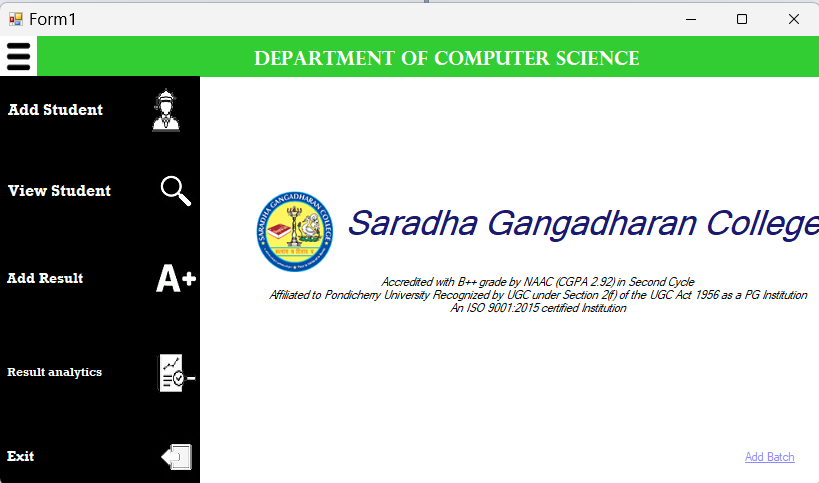 Form1
DEPARTMENT OF COMPUTER SCIENCE
Add Student
View Student
Add Result
A+
Result analytics
Exit
SARADHA GANGADHARAN COLLEGE
Saradha Gangadharan College
Accredited with B++ grade by NAAC (CGPA 2.92) in Second Cycle
Affiliated to Pondicherry University Recognized by UGC under Section 2(f) of the UGC Act 1956 as a PG Institution
An ISO 9001:2015 certified Institution
Add Batch